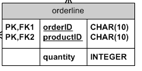 orderline
PK,FK1 orderID CHAR(10)
PK,FK2 productID CHAR(10)
quantity INTEGER